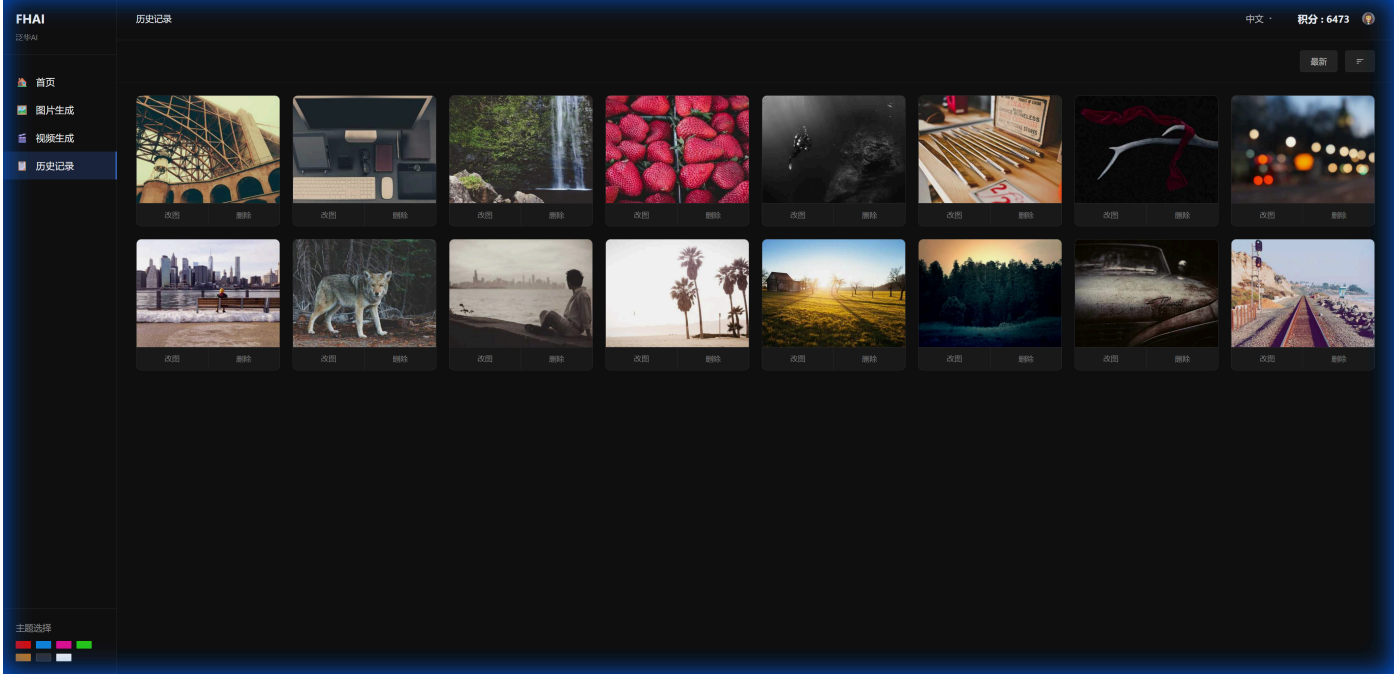 FHAI
泛华AI
首页
图片生成
视频生成
历史记录
主题选择
历史记录
中文
积分 : 6473
最新
改图 删除 改图 删除 改图 删除 改图 删除 改图 删除 改图 删除 改图 删除 改图 删除
改图 删除 改图 删除 改图 删除 改图 删除 改图 删除 改图 删除 改图 删除 改图 删除